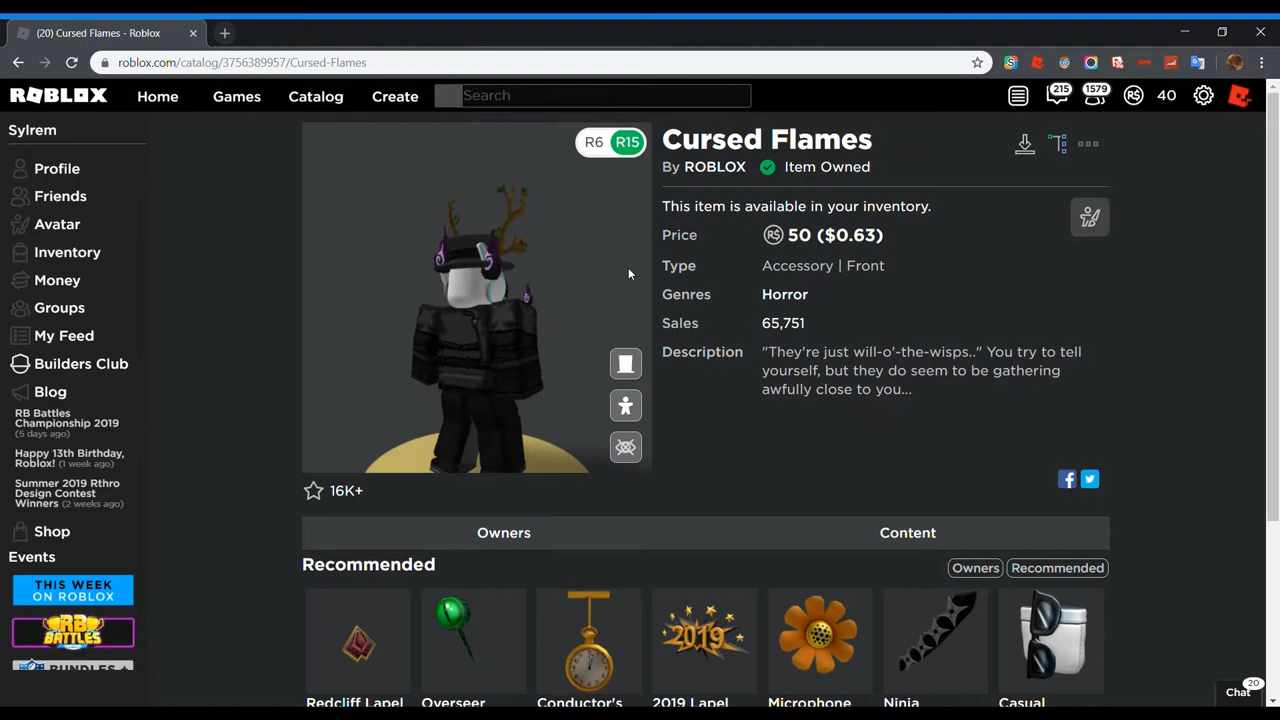 (20) Cursed Flames - Roblox
roblox.com/catalog/3756389957/Cursed-Flames
ROBLOX Home Games Catalog Create Search 215 1579 40
Sylrem
Profile
Friends
Avatar
Inventory
Money
Groups
My Feed
Builders Club
Blog
RB Battles
Championship 2019
(5 days ago)
Happy 13th Birthday,
Roblox! (1 week ago)
Summer 2019 Rthro
Design Contest
Winners (2 weeks ago)
Shop
Events
THIS WEEK
ON ROBLOX
RB
BATTLES
BUNDLES
R6 R15
Cursed Flames
By ROBLOX Item Owned
This item is available in your inventory.
Price R$ 50 ($0.63)
Type Accessory | Front
Genres Horror
Sales 65,751
Description "They're just will-o'-the-wisps.." You try to tell
yourself, but they do seem to be gathering
awfully close to you...
16K+
Owners Content
Recommended Owners Recommended
2019
Redcliff Lapel Overseer Conductor's 2019 Lapel Microphone Ninja Casual
Chat 20